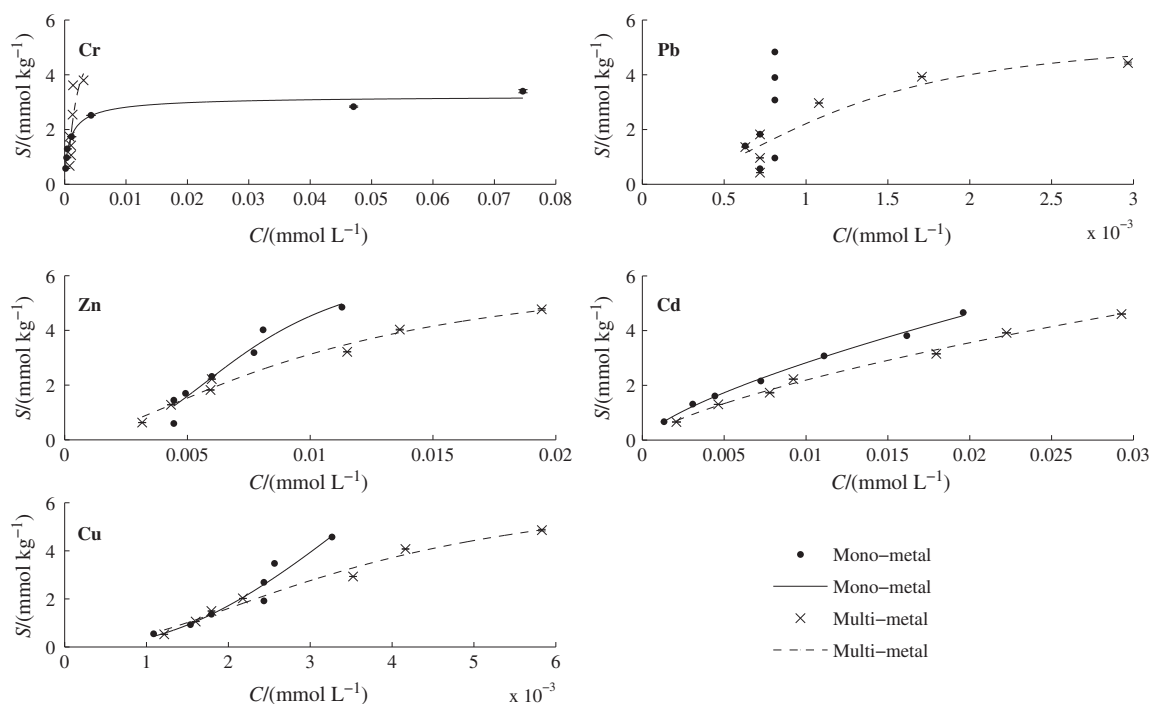 Cr
S/(mmol kg⁻¹)
6
4
2
0
0 0.01 0.02 0.03 0.04 0.05 0.06 0.07 0.08
C/(mmol L⁻¹)
Pb
S/(mmol kg⁻¹)
6
4
2
0
0 0.5 1 1.5 2 2.5 3
C/(mmol L⁻¹)
x 10⁻³
Zn
S/(mmol kg⁻¹)
6
4
2
0
0 0.005 0.01 0.015 0.02
C/(mmol L⁻¹)
Cd
S/(mmol kg⁻¹)
6
4
2
0
0 0.005 0.01 0.015 0.02 0.025 0.03
C/(mmol L⁻¹)
Cu
S/(mmol kg⁻¹)
6
4
2
0
0 1 2 3 4 5 6
C/(mmol L⁻¹)
x 10⁻³
Mono−metal
Mono−metal
Multi−metal
Multi−metal